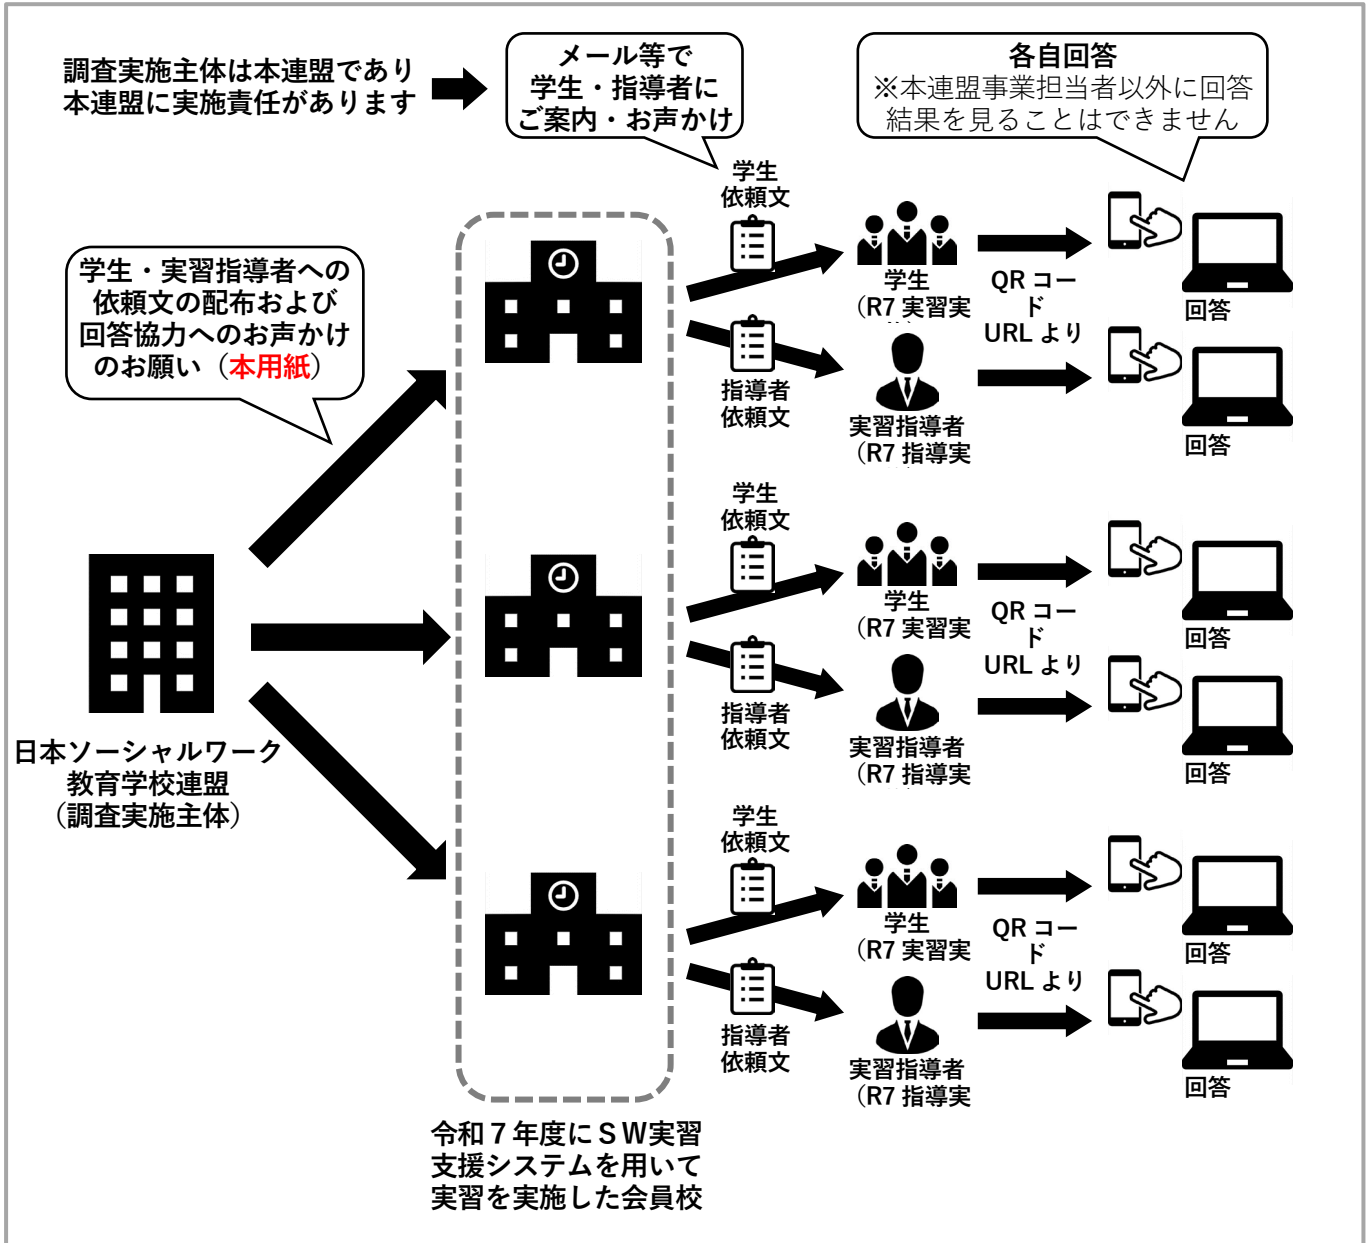 調査実施主体は本連盟であり
本連盟に実施責任があります
メール等で
学生・指導者に
ご案内・お声かけ
各自回答
※本連盟事業担当者以外に回答
結果を見ることはできません
学生・実習指導者への
依頼文の配布および
回答協力へのお声かけ
のお願い（本用紙）
日本ソーシャルワーク
教育学校連盟
（調査実施主体）
令和７年度にＳＷ実習
支援システムを用いて
実習を実施した会員校
学生
依頼文
指導者
依頼文
学生
（R7 実習実
実習指導者
（R7 指導実
QR コー
ド
URL より
回答
回答
学生
依頼文
指導者
依頼文
学生
（R7 実習実
実習指導者
（R7 指導実
QR コー
ド
URL より
回答
回答
学生
依頼文
指導者
依頼文
学生
（R7 実習実
実習指導者
（R7 指導実
QR コー
ド
URL より
回答
回答